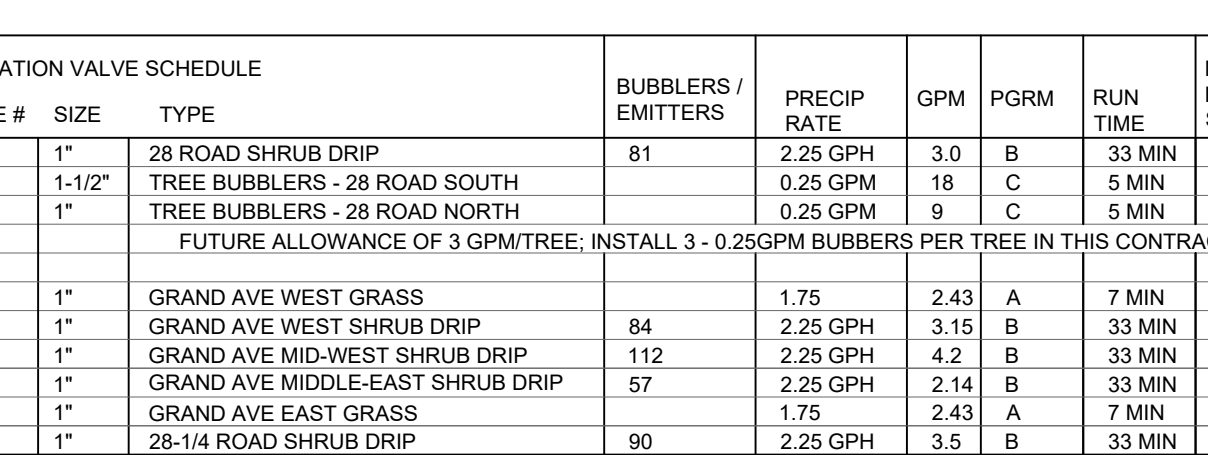 ATION VALVE SCHEDULE
E # SIZE TYPE BUBBLERS / EMITTERS PRECIP RATE GPM PGRM RUN TIME
1" 28 ROAD SHRUB DRIP 81 2.25 GPH 3.0 B 33 MIN
1-1/2" TREE BUBBLERS - 28 ROAD SOUTH 0.25 GPM 18 C 5 MIN
1" TREE BUBBLERS - 28 ROAD NORTH 0.25 GPM 9 C 5 MIN
FUTURE ALLOWANCE OF 3 GPM/TREE; INSTALL 3 - 0.25GPM BUBBERS PER TREE IN THIS CONTRAC
1" GRAND AVE WEST GRASS 1.75 2.43 A 7 MIN
1" GRAND AVE WEST SHRUB DRIP 84 2.25 GPH 3.15 B 33 MIN
1" GRAND AVE MID-WEST SHRUB DRIP 112 2.25 GPH 4.2 B 33 MIN
1" GRAND AVE MIDDLE-EAST SHRUB DRIP 57 2.25 GPH 2.14 B 33 MIN
1" GRAND AVE EAST GRASS 1.75 2.43 A 7 MIN
1" 28-1/4 ROAD SHRUB DRIP 90 2.25 GPH 3.5 B 33 MIN